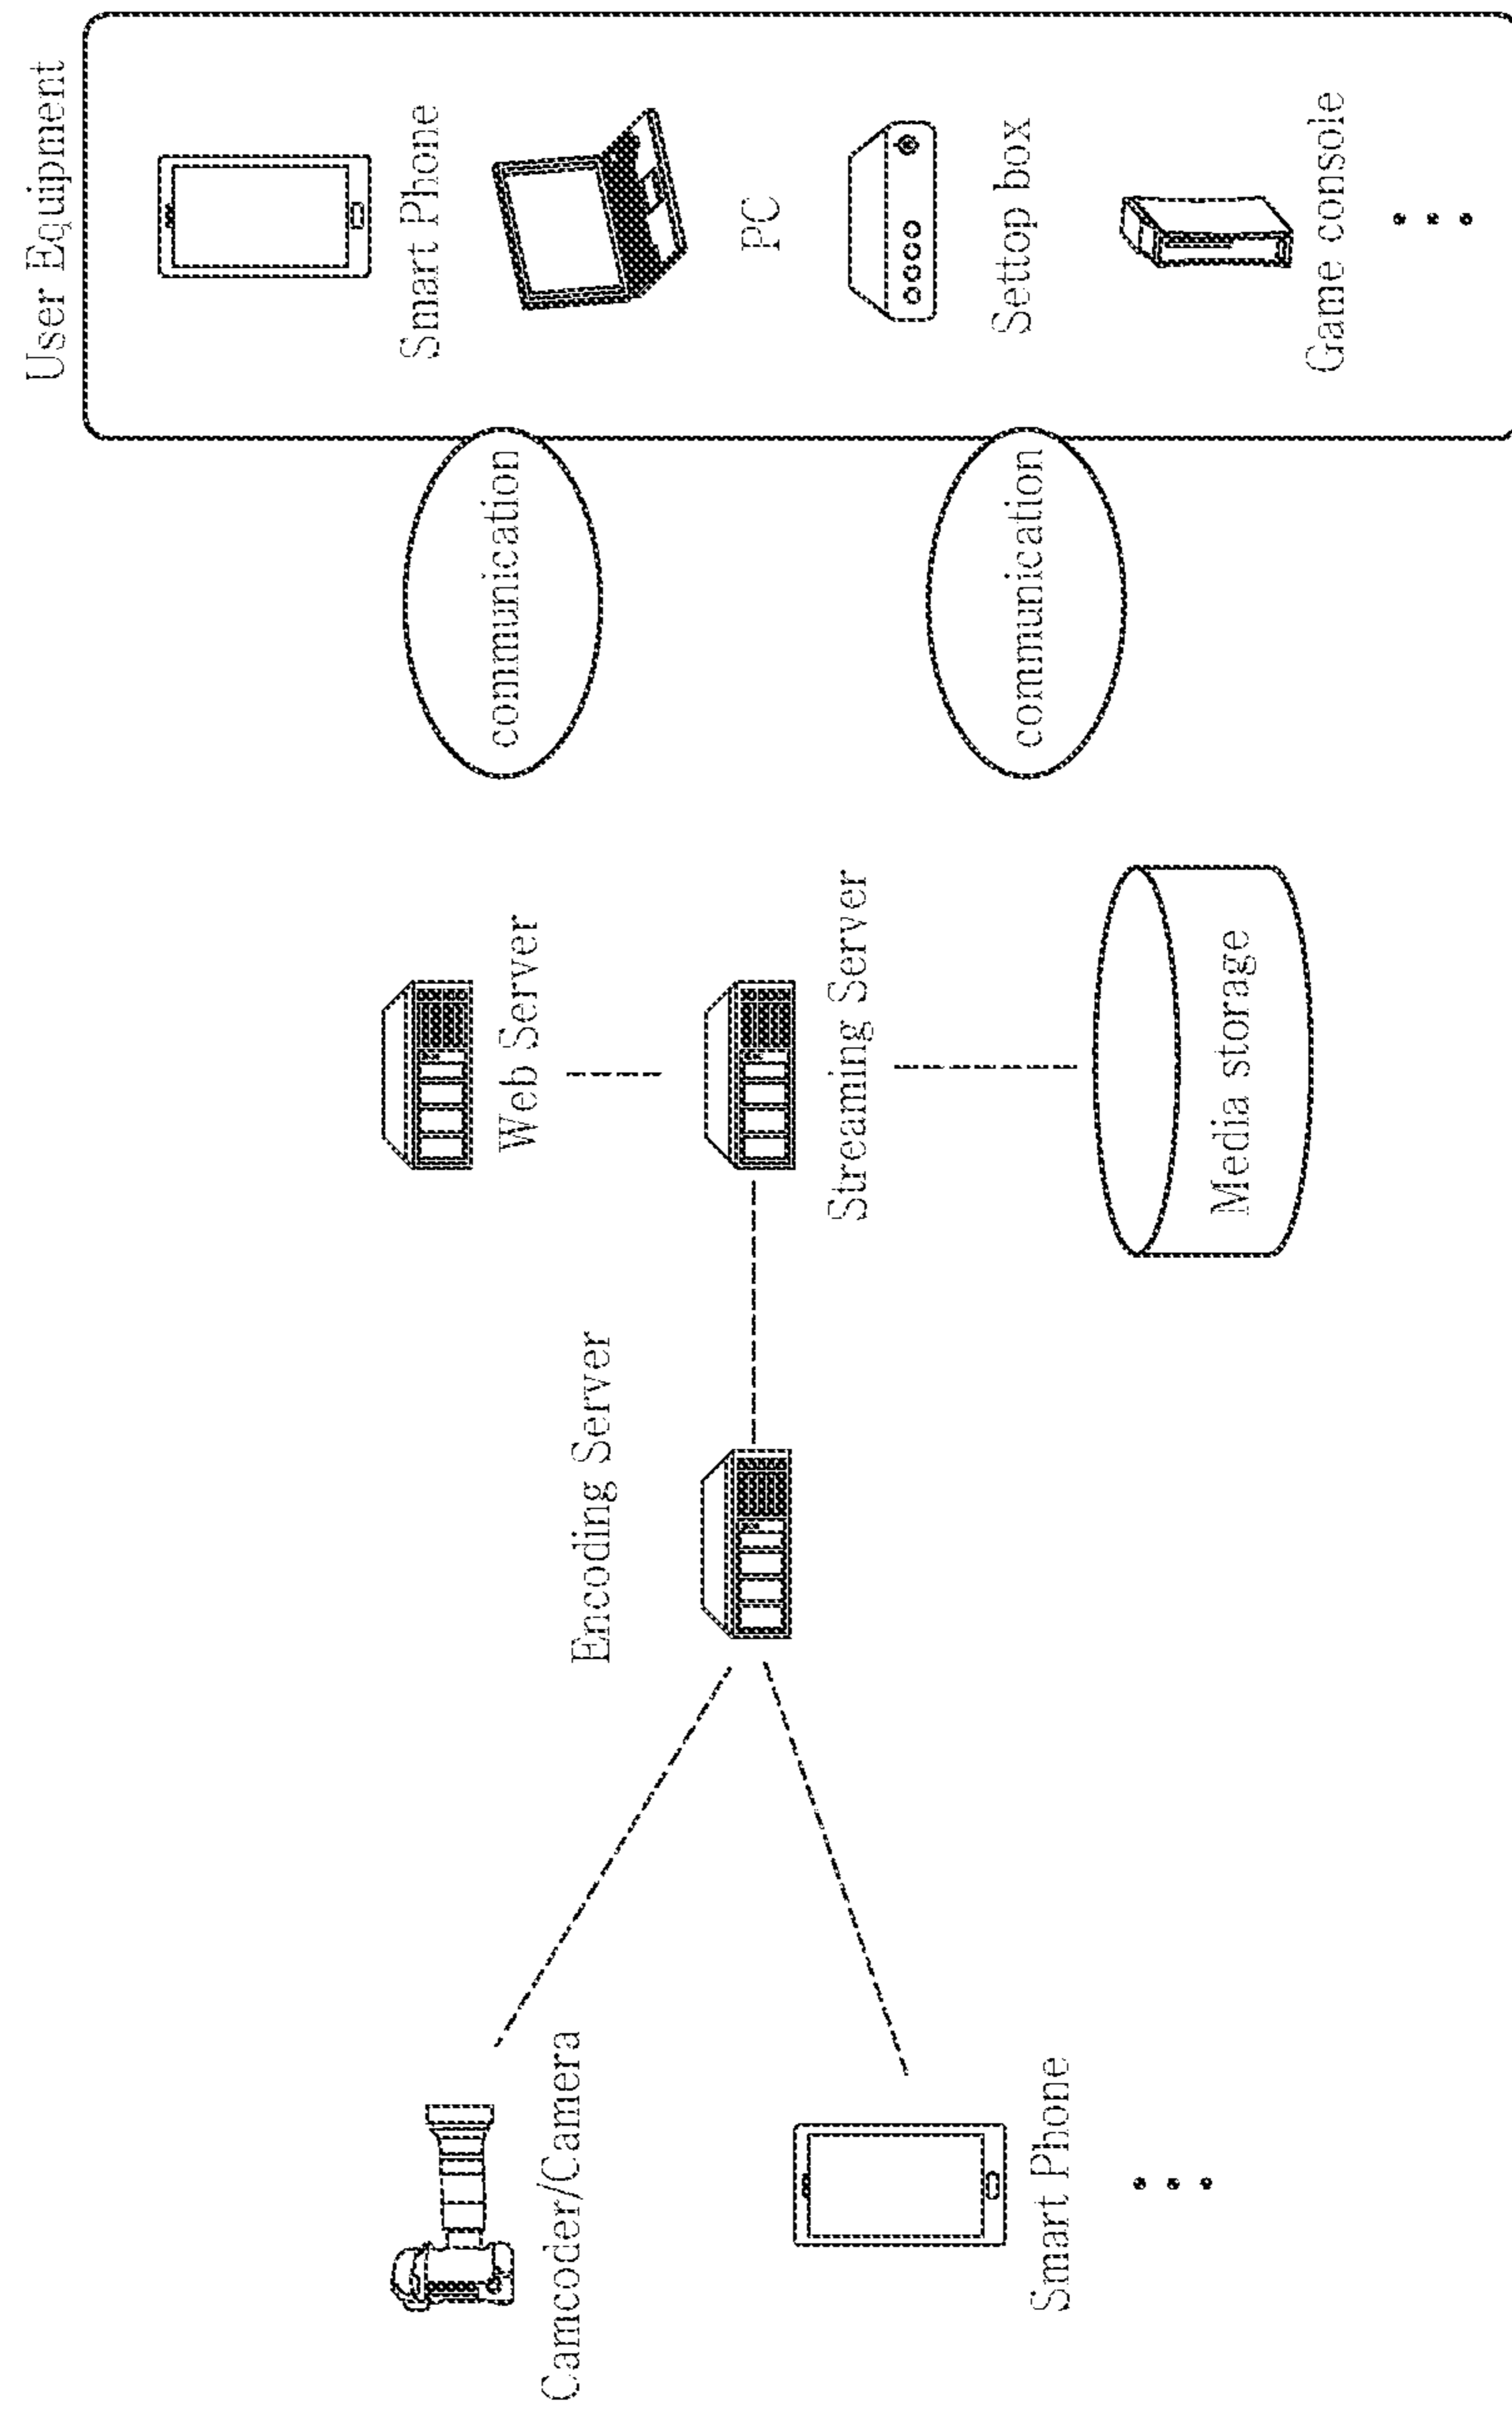 Camcoder/Camera
Smart Phone
Encoding Server
Web Server
Streaming Server
Media storage
communication
communication
User Equipment
Smart Phone
PC
Settop box
Game console